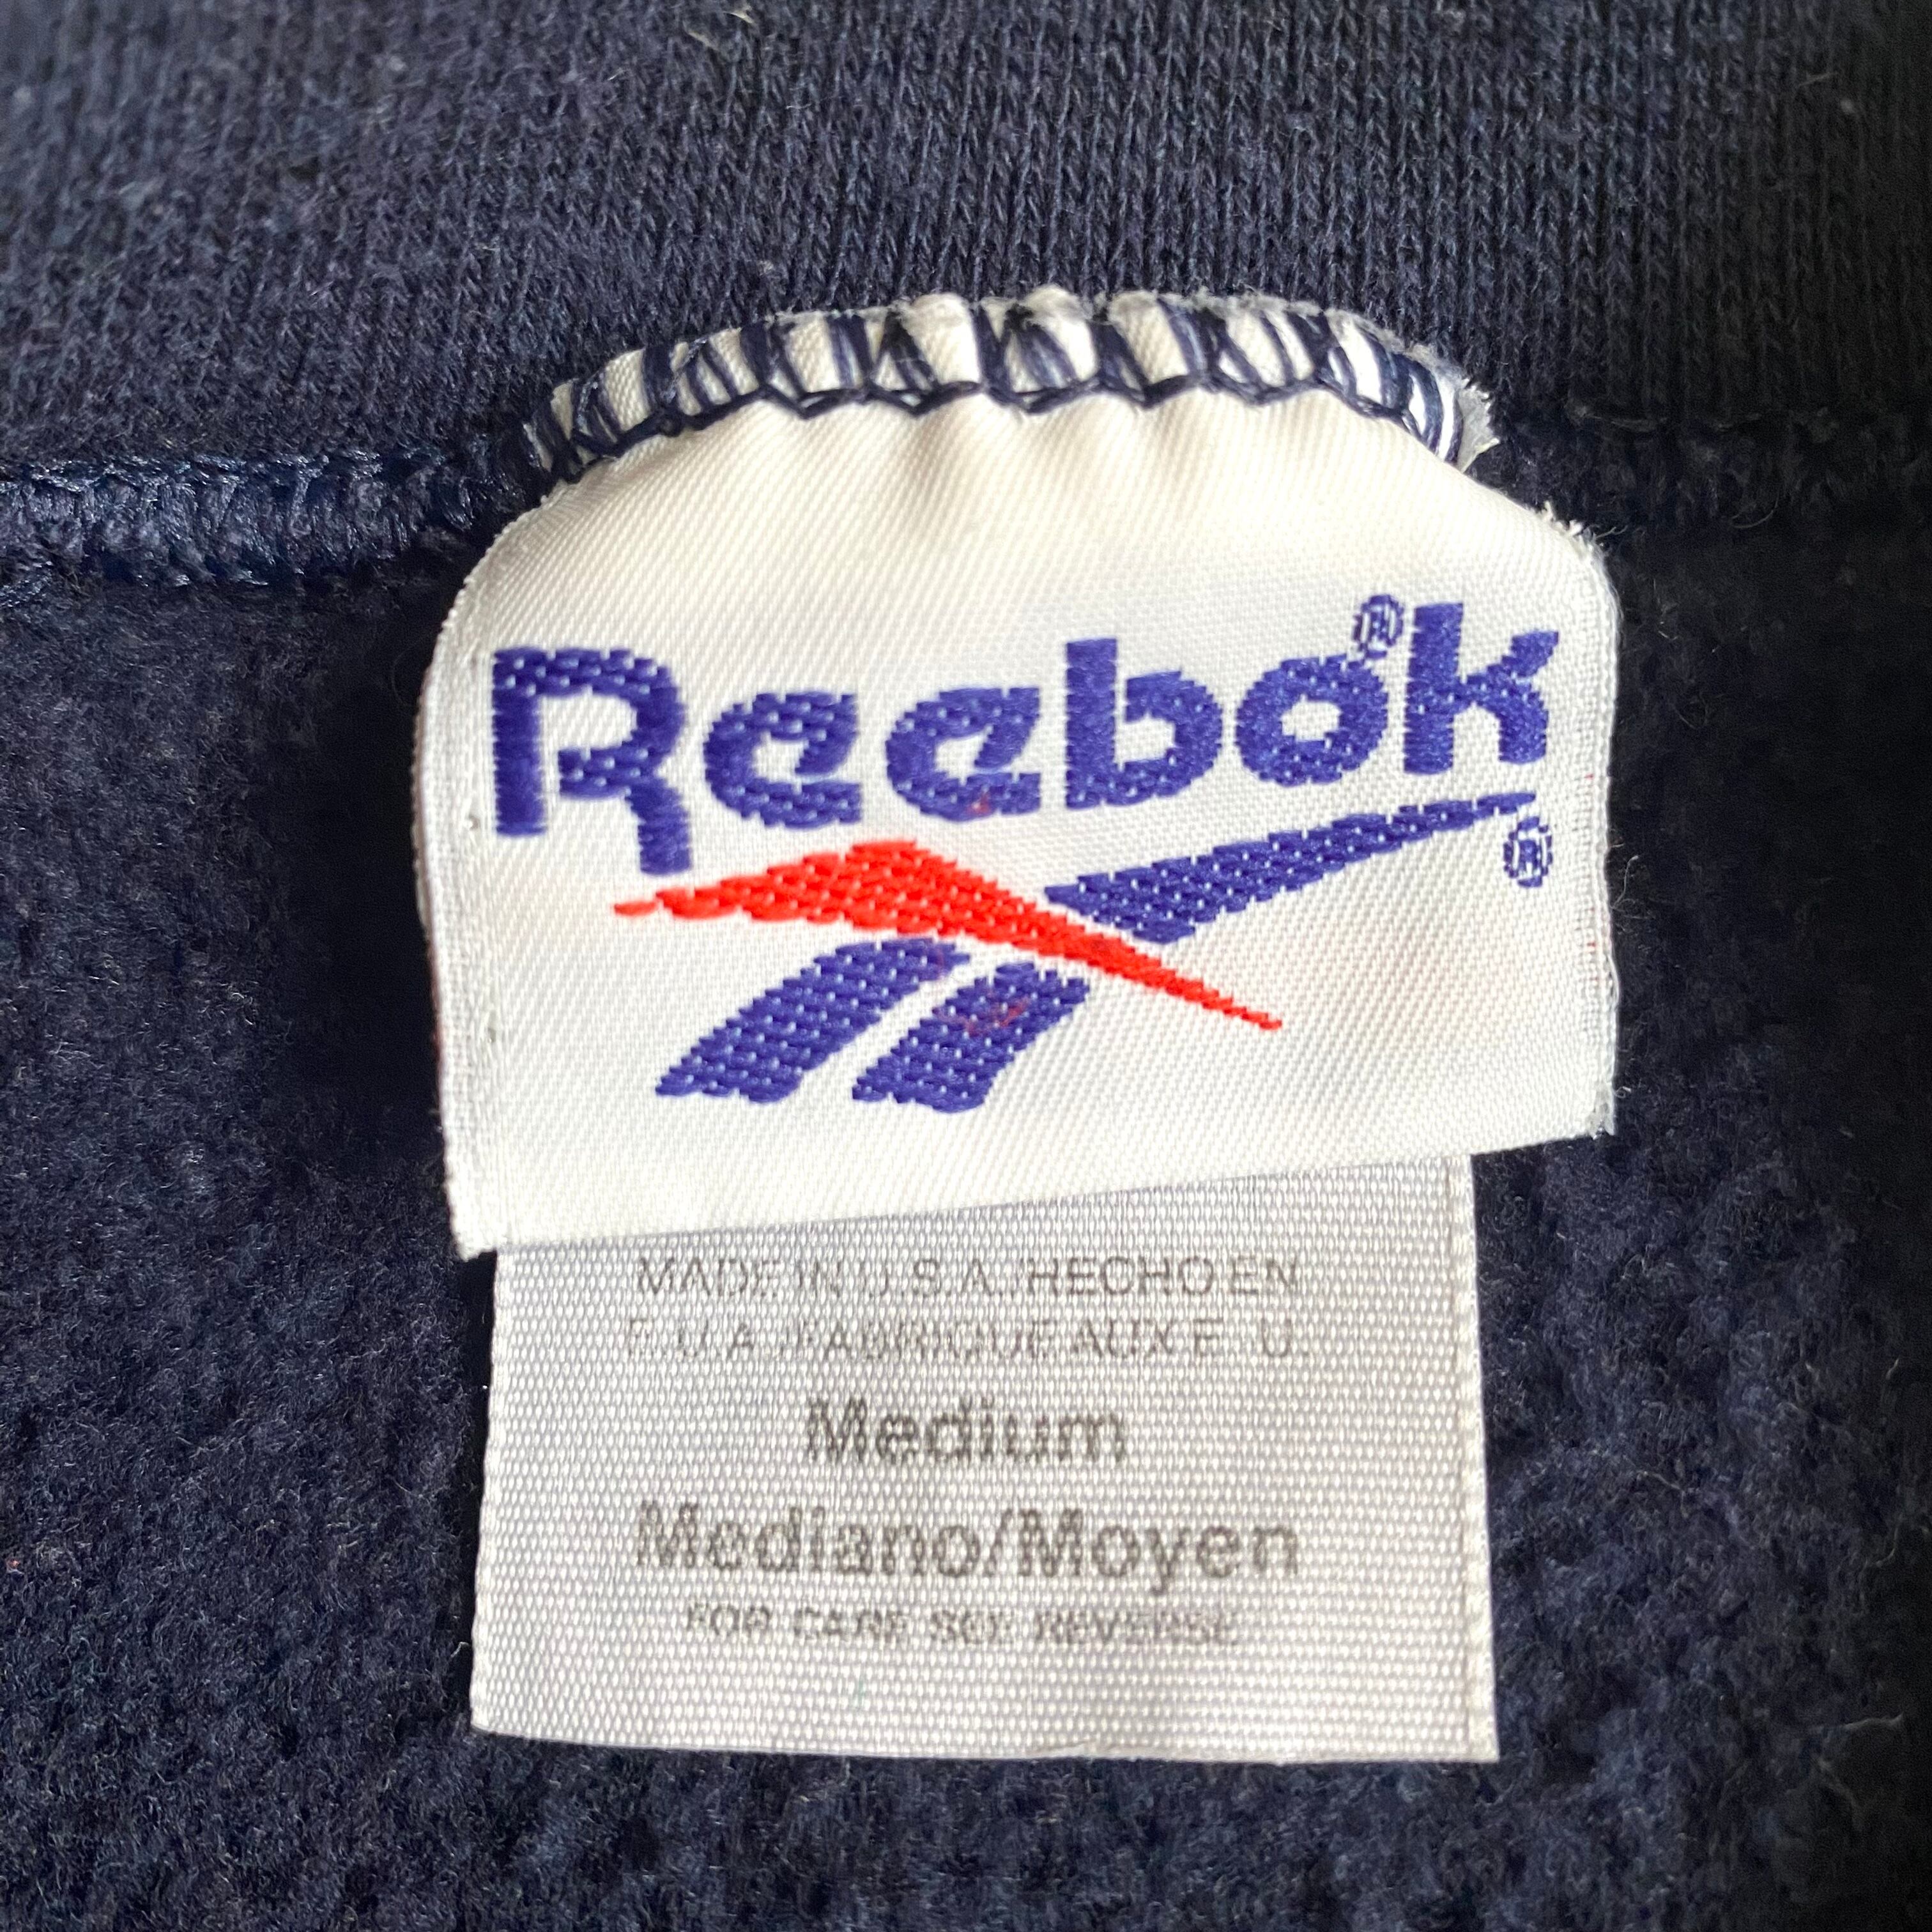 Reebok®
®
MADE IN U.S.A./HECHO EN
E.U.A./FABRIQUE AUX E.-U.
Medium
Mediano/Moyen
FOR CARE SEE REVERSE